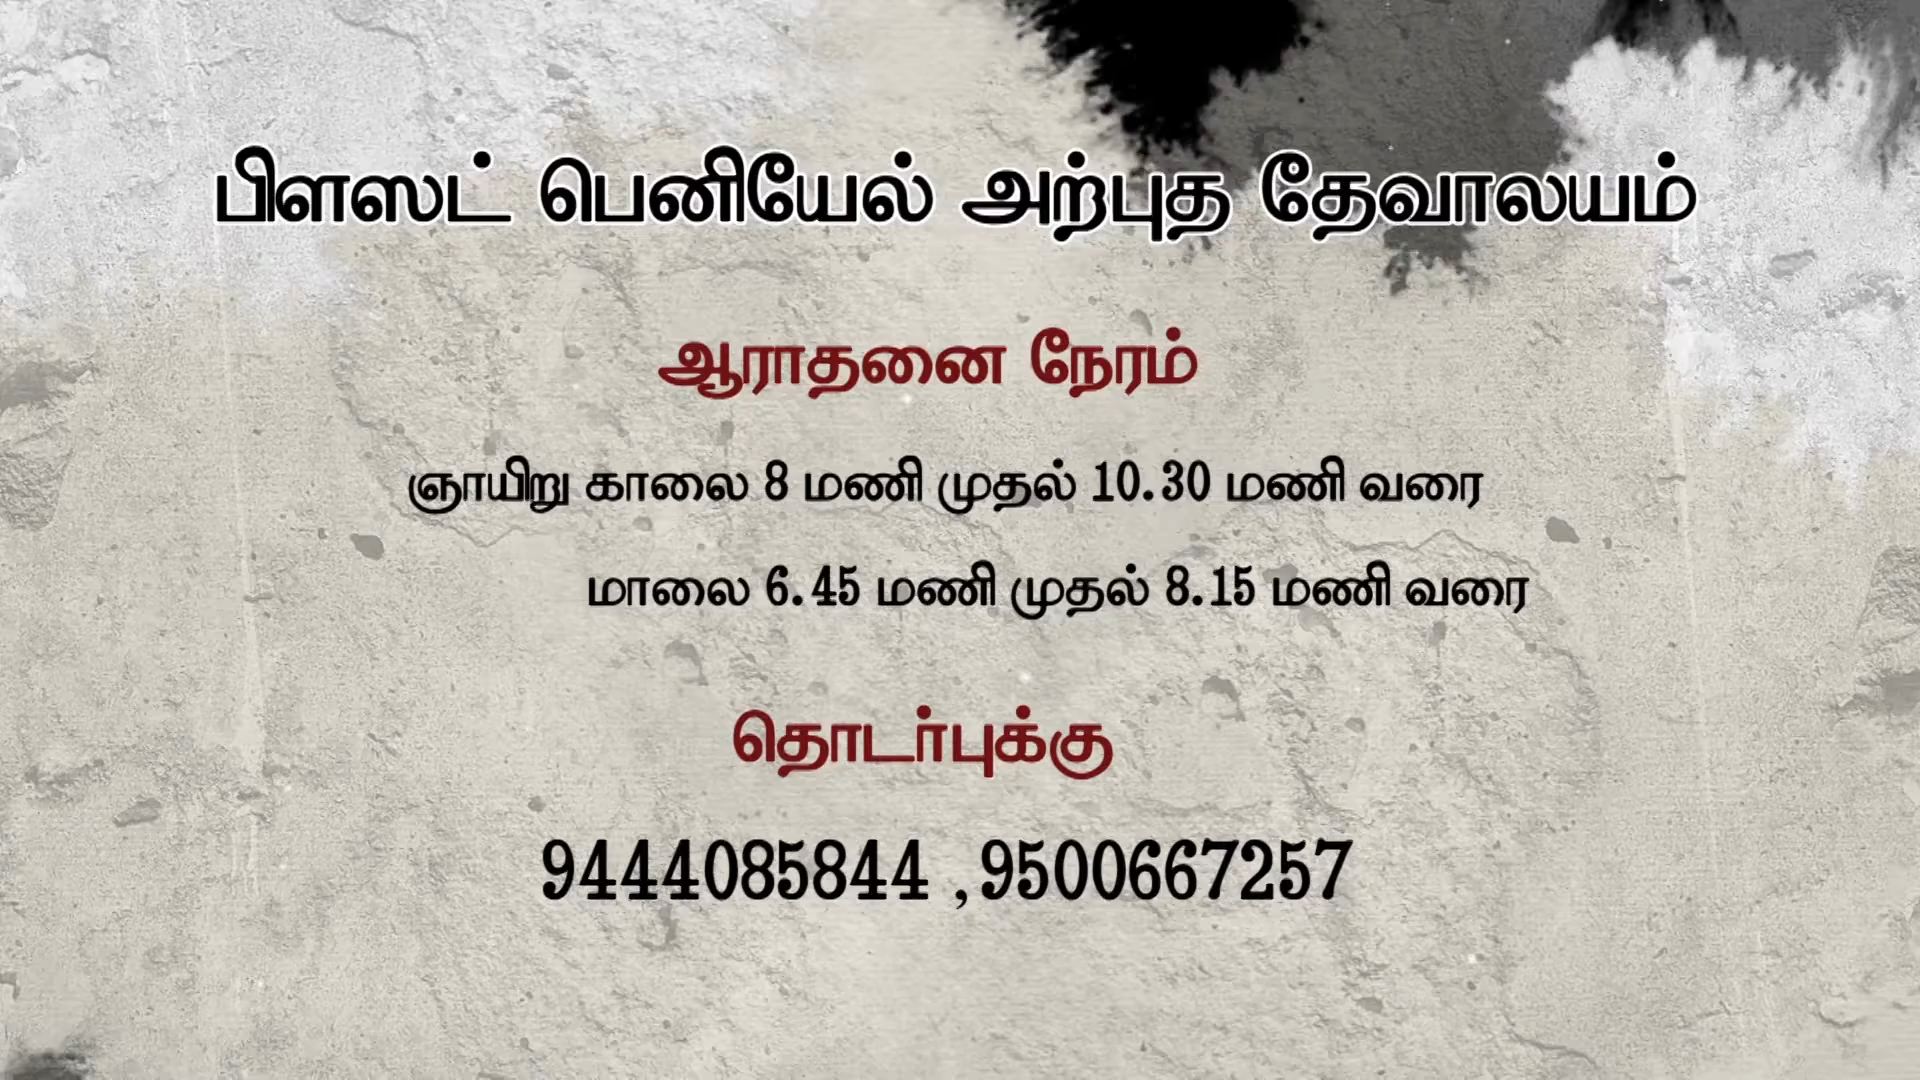 பிளஸட் பெனியேல் அற்புத தேவாலயம்
ஆராதனை நேரம்
ஞாயிறு காலை 8 மணி முதல் 10.30 மணி வரை
மாலை 6.45 மணி முதல் 8.15 மணி வரை
தொடர்புக்கு
9444085844 ,9500667257